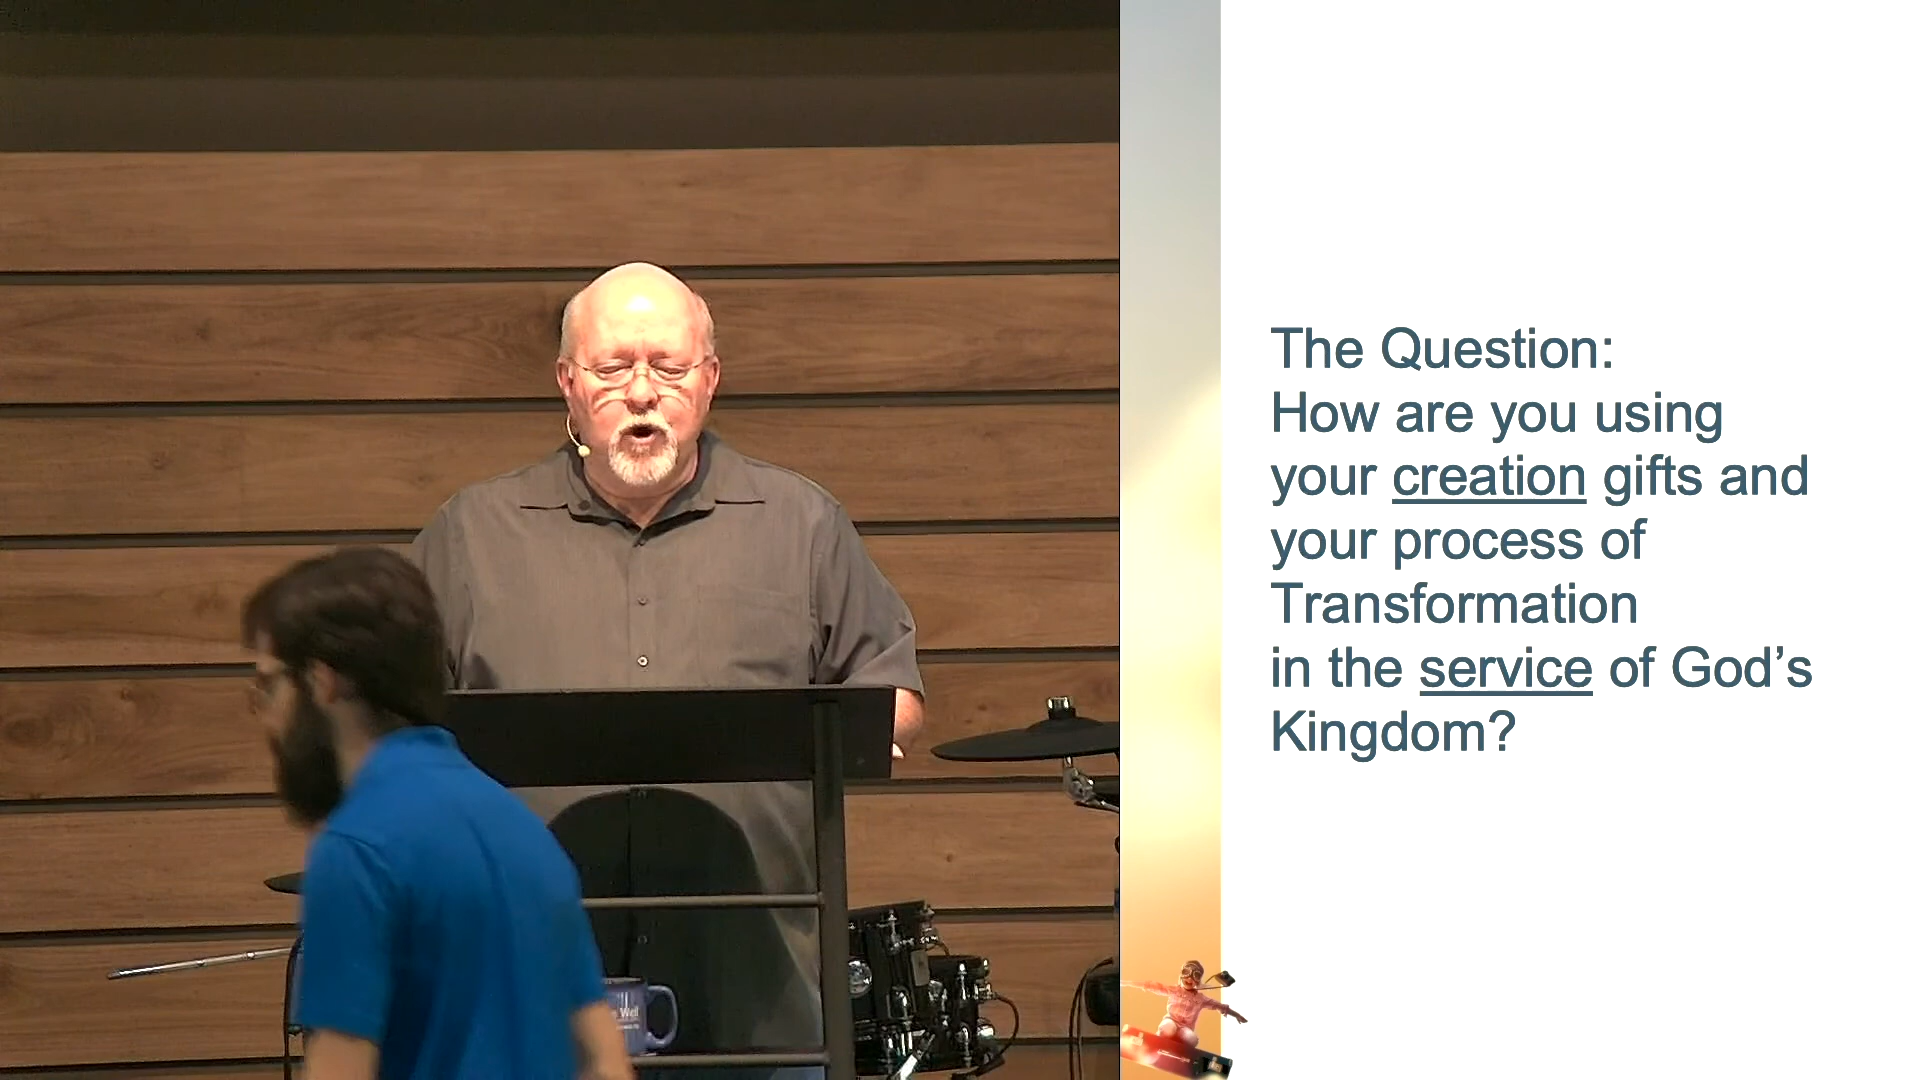 The Question:
How are you using
your creation gifts and
your process of
Transformation
in the service of God’s
Kingdom?
Well